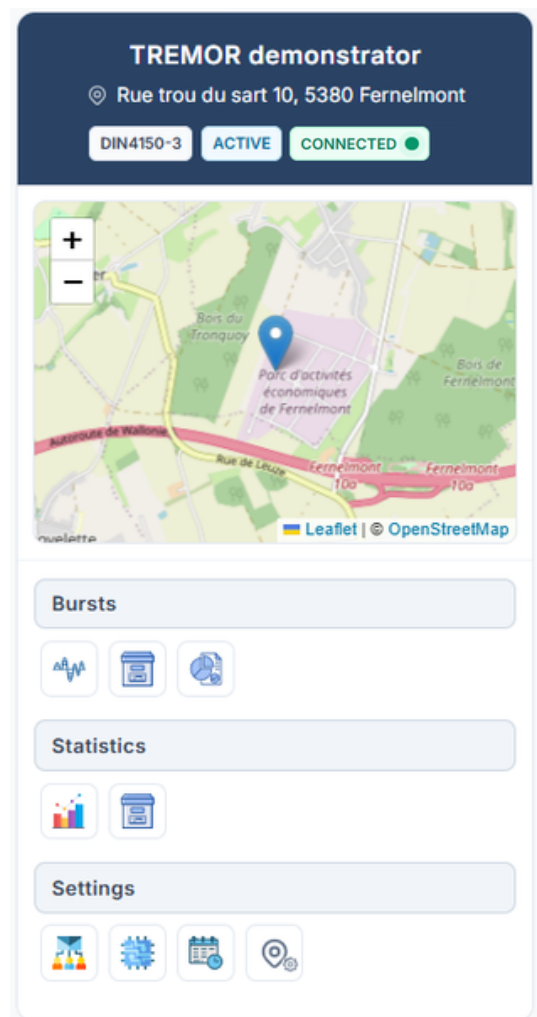 TREMOR demonstrator
Rue trou du sart 10, 5380 Fernelmont
DIN4150-3 ACTIVE CONNECTED
+
−
er
Bois du
Tronquoy
Parc d'activités
économiques
de Fernelmont
Bois de
Fernelmont
Autoroute de Wallonie
Rue de Leuze
Fernelmont
10a
Fernelmont
10a
ovelette
Leaflet | © OpenStreetMap
Bursts
Statistics
Settings